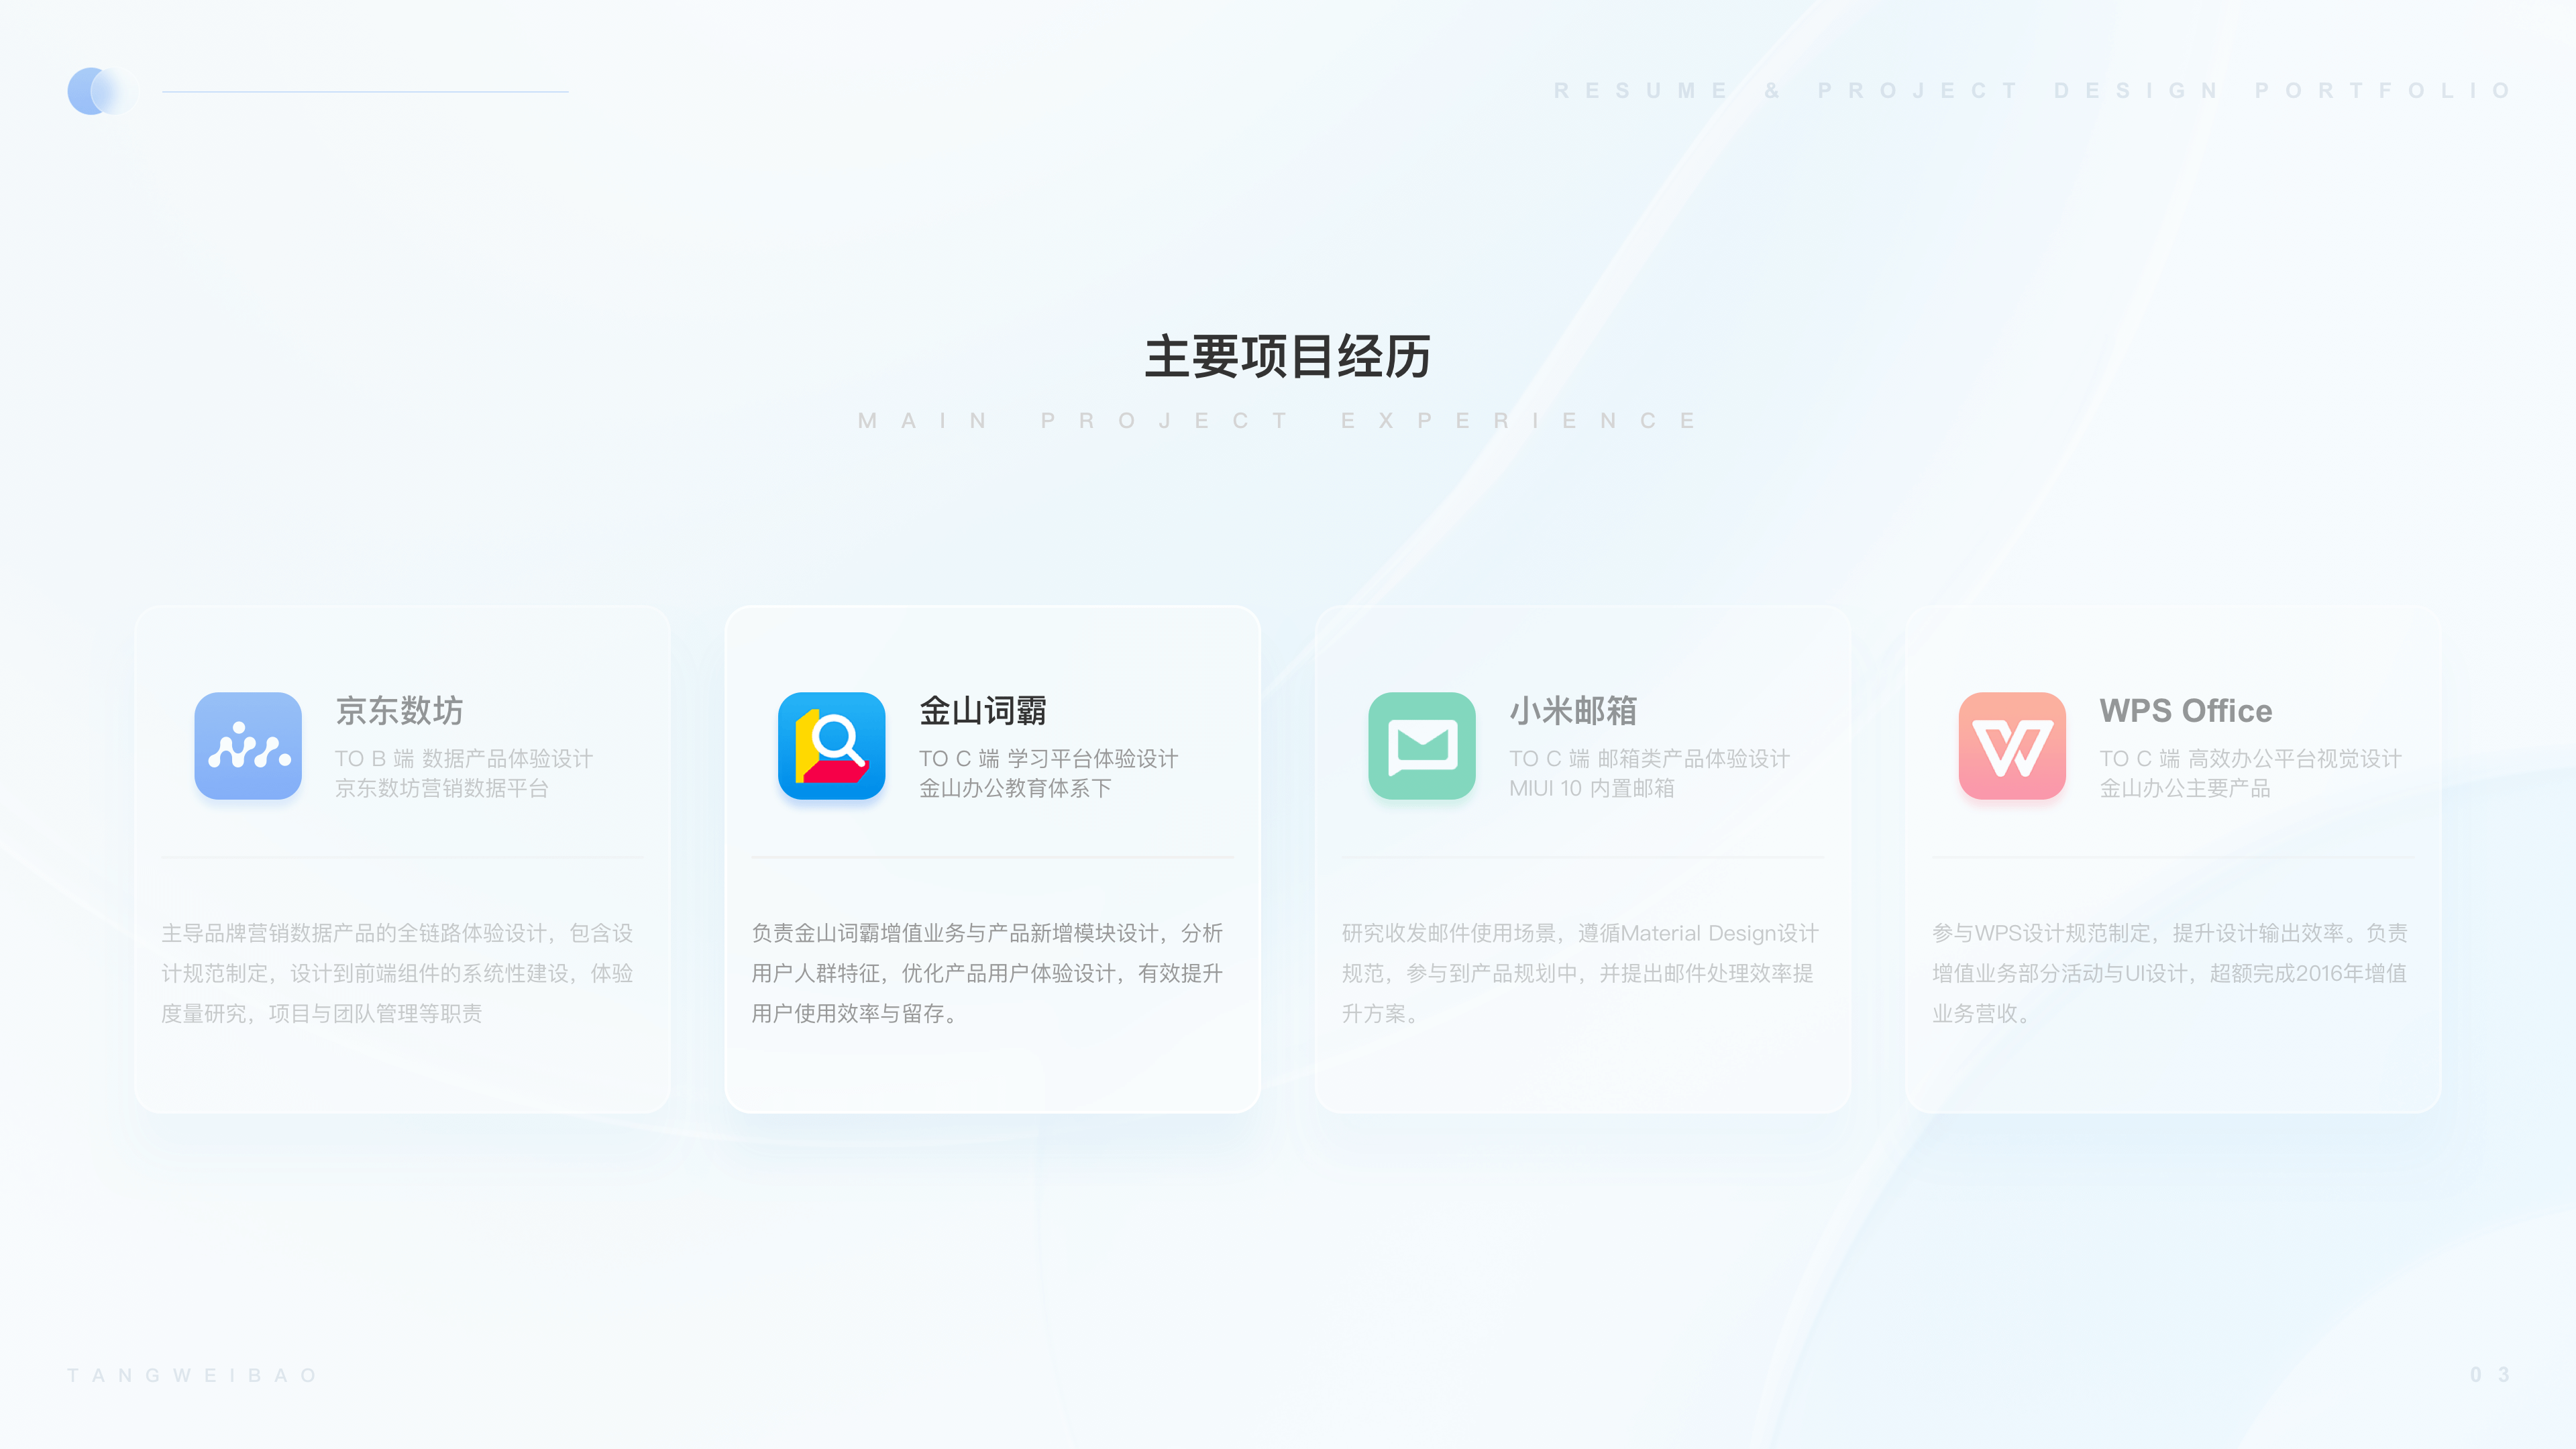 RESUME & PROJECT DESIGN PORTFOLIO
主要项目经历
MAIN PROJECT EXPERIENCE
京东数坊
TO B 端 数据产品体验设计
京东数坊营销数据平台
主导品牌营销数据产品的全链路体验设计，包含设
计规范制定，设计到前端组件的系统性建设，体验
度量研究，项目与团队管理等职责
金山词霸
TO C 端 学习平台体验设计
金山办公教育体系下
负责金山词霸增值业务与产品新增模块设计，分析
用户人群特征，优化产品用户体验设计，有效提升
用户使用效率与留存。
小米邮箱
TO C 端 邮箱类产品体验设计
MIUI 10 内置邮箱
研究收发邮件使用场景，遵循Material Design设计
规范，参与到产品规划中，并提出邮件处理效率提
升方案。
WPS Office
TO C 端 高效办公平台视觉设计
金山办公主要产品
参与WPS设计规范制定，提升设计输出效率。负责
增值业务部分活动与UI设计，超额完成2016年增值
业务营收。
TANGWEIBAO
03